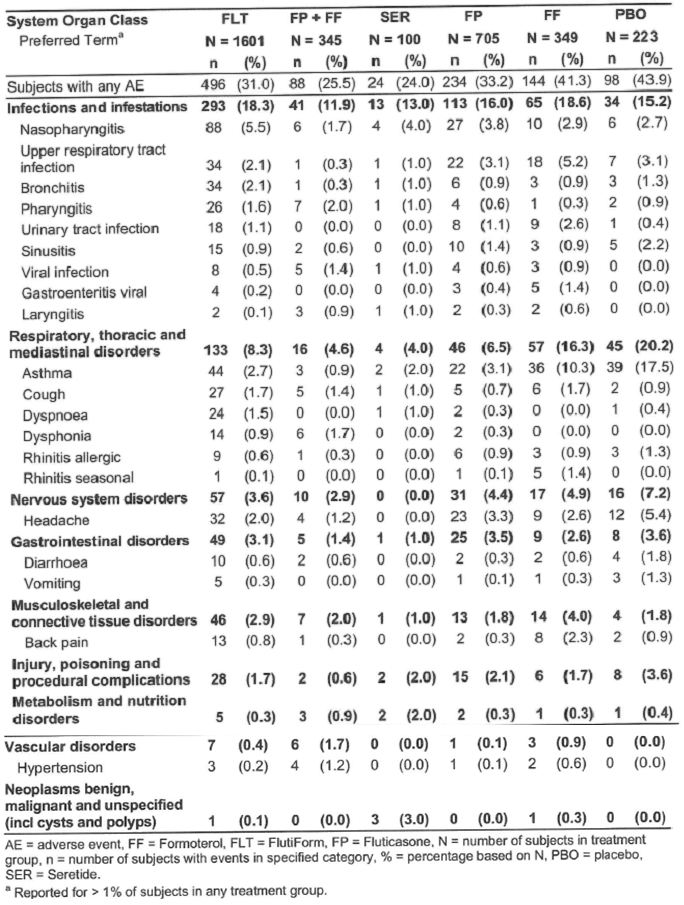 System Organ Class FLT FP + FF SER FP FF PBO
Preferred Termᵃ N = 1601 N = 345 N = 100 N = 705 N = 349 N = 223
n (%) n (%) n (%) n (%) n (%) n (%)
Subjects with any AE 496 (31.0) 88 (25.5) 24 (24.0) 234 (33.2) 144 (41.3) 98 (43.9)
Infections and infestations 293 (18.3) 41 (11.9) 13 (13.0) 113 (16.0) 65 (18.6) 34 (15.2)
Nasopharyngitis 88 (5.5) 6 (1.7) 4 (4.0) 27 (3.8) 10 (2.9) 6 (2.7)
Upper respiratory tract
infection 34 (2.1) 1 (0.3) 1 (1.0) 22 (3.1) 18 (5.2) 7 (3.1)
Bronchitis 34 (2.1) 1 (0.3) 1 (1.0) 6 (0.9) 3 (0.9) 3 (1.3)
Pharyngitis 26 (1.6) 7 (2.0) 1 (1.0) 4 (0.6) 1 (0.3) 2 (0.9)
Urinary tract infection 18 (1.1) 0 (0.0) 0 (0.0) 8 (1.1) 9 (2.6) 1 (0.4)
Sinusitis 15 (0.9) 2 (0.6) 0 (0.0) 10 (1.4) 3 (0.9) 5 (2.2)
Viral infection 8 (0.5) 5 (1.4) 1 (1.0) 4 (0.6) 3 (0.9) 0 (0.0)
Gastroenteritis viral 4 (0.2) 0 (0.0) 0 (0.0) 3 (0.4) 5 (1.4) 0 (0.0)
Laryngitis 2 (0.1) 3 (0.9) 1 (1.0) 2 (0.3) 2 (0.6) 0 (0.0)
Respiratory, thoracic and
mediastinal disorders 133 (8.3) 16 (4.6) 4 (4.0) 46 (6.5) 57 (16.3) 45 (20.2)
Asthma 44 (2.7) 3 (0.9) 2 (2.0) 22 (3.1) 36 (10.3) 39 (17.5)
Cough 27 (1.7) 5 (1.4) 1 (1.0) 5 (0.7) 6 (1.7) 2 (0.9)
Dyspnoea 24 (1.5) 0 (0.0) 1 (1.0) 2 (0.3) 0 (0.0) 1 (0.4)
Dysphonia 14 (0.9) 6 (1.7) 0 (0.0) 2 (0.3) 0 (0.0) 0 (0.0)
Rhinitis allergic 9 (0.6) 1 (0.3) 0 (0.0) 6 (0.9) 3 (0.9) 3 (1.3)
Rhinitis seasonal 1 (0.1) 0 (0.0) 0 (0.0) 1 (0.1) 5 (1.4) 0 (0.0)
Nervous system disorders 57 (3.6) 10 (2.9) 0 (0.0) 31 (4.4) 17 (4.9) 16 (7.2)
Headache 32 (2.0) 4 (1.2) 0 (0.0) 23 (3.3) 9 (2.6) 12 (5.4)
Gastrointestinal disorders 49 (3.1) 5 (1.4) 1 (1.0) 25 (3.5) 9 (2.6) 8 (3.6)
Diarrhoea 10 (0.6) 2 (0.6) 0 (0.0) 2 (0.3) 2 (0.6) 4 (1.8)
Vomiting 5 (0.3) 0 (0.0) 0 (0.0) 1 (0.1) 1 (0.3) 3 (1.3)
Musculoskeletal and
connective tissue disorders 46 (2.9) 7 (2.0) 1 (1.0) 13 (1.8) 14 (4.0) 4 (1.8)
Back pain 13 (0.8) 1 (0.3) 0 (0.0) 2 (0.3) 8 (2.3) 2 (0.9)
Injury, poisoning and
procedural complications 28 (1.7) 2 (0.6) 2 (2.0) 15 (2.1) 6 (1.7) 8 (3.6)
Metabolism and nutrition
disorders 5 (0.3) 3 (0.9) 2 (2.0) 2 (0.3) 1 (0.3) 1 (0.4)
Vascular disorders 7 (0.4) 6 (1.7) 0 (0.0) 1 (0.1) 3 (0.9) 0 (0.0)
Hypertension 3 (0.2) 4 (1.2) 0 (0.0) 1 (0.1) 2 (0.6) 0 (0.0)
Neoplasms benign,
malignant and unspecified
(incl cysts and polyps) 1 (0.1) 0 (0.0) 3 (3.0) 0 (0.0) 1 (0.3) 0 (0.0)
AE = adverse event, FF = Formoterol, FLT = FlutiForm, FP = Fluticasone, N = number of subjects in treatment
group, n = number of subjects with events in specified category, % = percentage based on N, PBO = placebo,
SER = Seretide.
ᵃ Reported for > 1% of subjects in any treatment group.